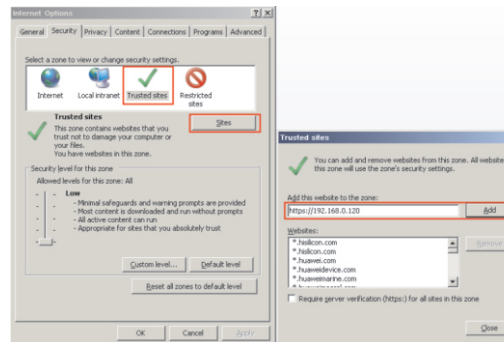 Internet Options
General Security Privacy Content Connections Programs Advanced
Select a zone to view or change security settings.
Internet
Local intranet
Trusted sites
Restricted sites
Trusted sites
Sites
This zone contains websites that you
trust not to damage your computer or
your files.
You have websites in this zone.
Security level for this zone
Allowed levels for this zone: All
Low
- Minimal safeguards and warning prompts are provided
- Most content is downloaded and run without prompts
- All active content can run
- Appropriate for sites that you absolutely trust
Custom level...
Default level
Reset all zones to default level
OK
Cancel
Apply
Trusted sites
You can add and remove websites from this zone. All website
this zone will use the zone's security settings.
Add this website to the zone:
https://192.168.0.120
Add
Websites:
*.hisilicon.com
*.hislicon.com
*.huawei.com
*.huaweidevice.com
*.huaweimarine.com
Remove
Require server verification (https:) for all sites in this zone
Close